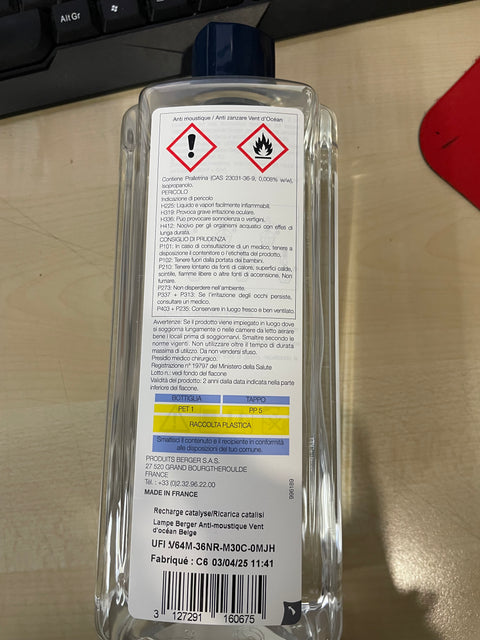 Alt Gr
Anti moustique / Anti zanzare Vent d'Océan
Contiene Pralletrina (CAS 23031-36-9, 0,008% w/w),
Isopropanolo.
PERICOLO
Indicazione di pericolo
H225: Liquido e vapori facilmente infiammabili.
H319: Provoca grave irritazione oculare.
H336: Può provocare sonnolenza o vertigini.
H412: Nocivo per gli organismi acquatici con effetti di
lunga durata.
CONSIGLIO DI PRUDENZA
P101: In caso di consultazione di un medico, tenere a
disposizione il contenitore o l'etichetta del prodotto.
P102: Tenere fuori dalla portata dei bambini.
P210: Tenere lontano da fonti di calore, superfici calde,
scintille, fiamme libere o altre fonti di accensione. Non
fumare.
P273: Non disperdere nell'ambiente.
P337 + P313: Se l'irritazione degli occhi persiste,
consultare un medico.
P403 + P235: Conservare in luogo fresco e ben ventilato.
Avvertenze: Se il prodotto viene impiegato in luogo dove
si soggiorna lungamente o nelle camere da letto aerare
bene i locali prima di soggiornarvi. Smaltire secondo le
norme vigenti. Non utilizzare oltre il tempo di durata
massima di utilizzo. Da non vendersi sfuso.
Presidio medico chirurgico.
Registrazione n° 19797 del Ministero della Salute
Lotto n.: vedi fondo del flacone
Validità del prodotto: 2 anni dalla data indicata nella parte
inferiore del flacone.
BOTTIGLIA TAPPO
PET 1 PP 5
RACCOLTA PLASTICA
Smaltisci il contenuto e il recipiente in conformità
alle disposizioni del tuo comune.
PRODUITS BERGER S.A.S.
27 520 GRAND BOURGTHEROULDE
FRANCE
Tél. : +33 (0)2.32.96.22.00
MADE IN FRANCE
996189
Recharge catalyse/Ricarica catalisi
Lampe Berger Anti-moustique Vent
d'océan Belge
UFI :V64M-36NR-M30C-0MJH
Fabriqué : C6 03/04/25 11:41
3 127291 160675